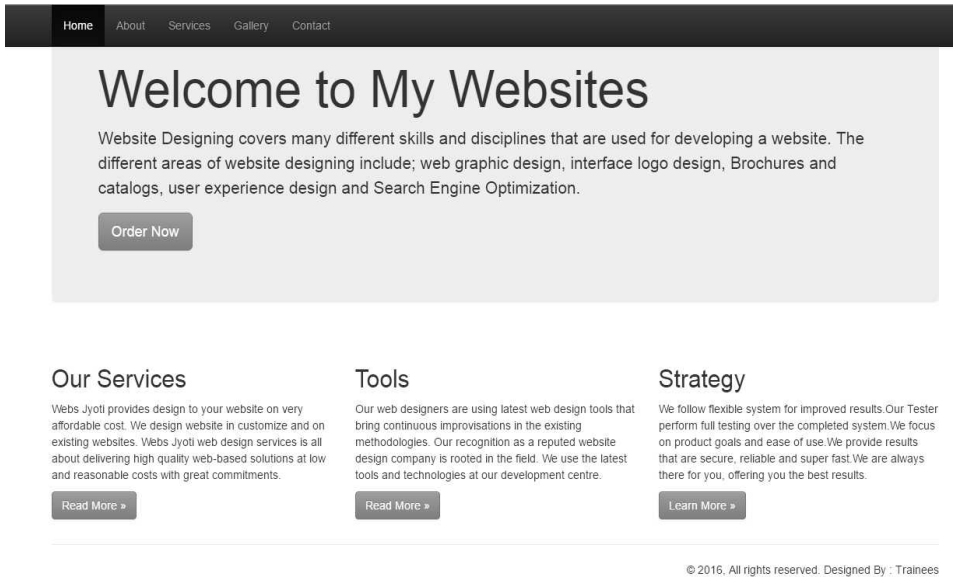 Home About Services Gallery Contact
Welcome to My Websites
Website Designing covers many different skills and disciplines that are used for developing a website. The
different areas of website designing include; web graphic design, interface logo design, Brochures and
catalogs, user experience design and Search Engine Optimization.
Order Now
Our Services
Webs Jyoti provides design to your website on very
affordable cost. We design website in customize and on
existing websites. Webs Jyoti web design services is all
about delivering high quality web-based solutions at low
and reasonable costs with great commitments.
Read More »
Tools
Our web designers are using latest web design tools that
bring continuous improvisations in the existing
methodologies. Our recognition as a reputed website
design company is rooted in the field. We use the latest
tools and technologies at our development centre.
Read More »
Strategy
We follow flexible system for improved results.Our Tester
perform full testing over the completed system.We focus
on product goals and ease of use.We provide results
that are secure, reliable and super fast.We are always
there for you, offering you the best results.
Learn More »
© 2016, All rights reserved. Designed By : Trainees